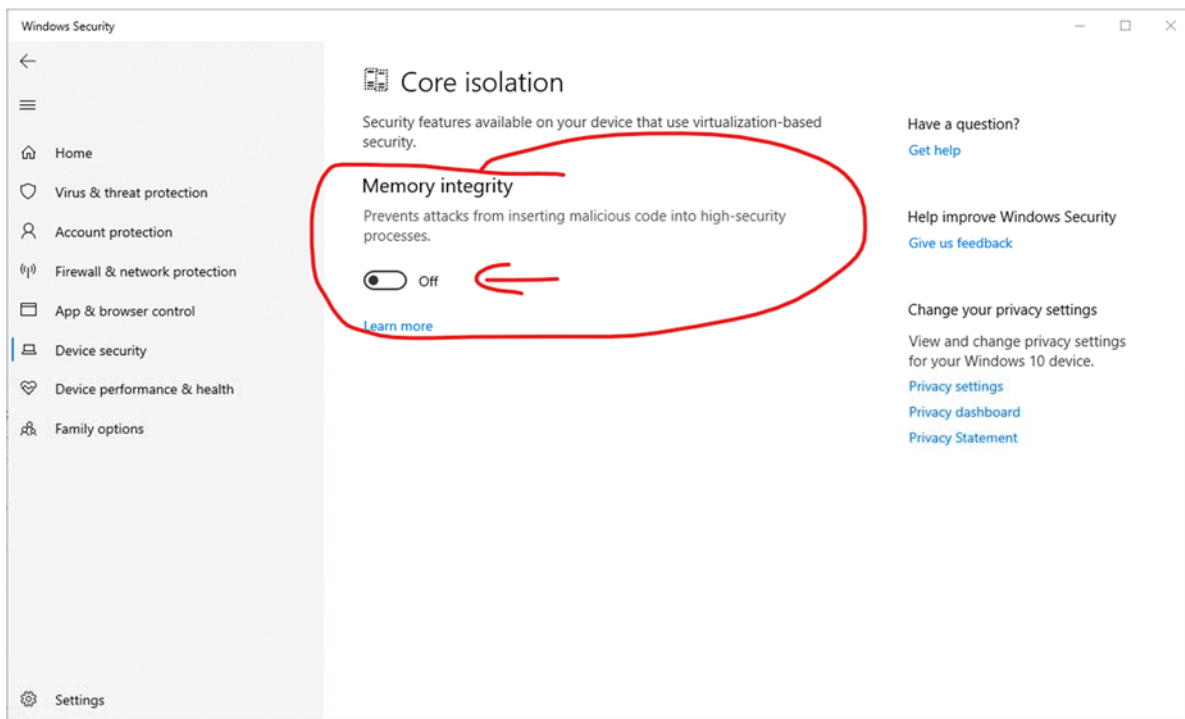 Windows Security
Home
Virus & threat protection
Account protection
Firewall & network protection
App & browser control
Device security
Device performance & health
Family options
Settings
Core isolation
Security features available on your device that use virtualization-based
security.
Memory integrity
Prevents attacks from inserting malicious code into high-security
processes.
Off
Learn more
Have a question?
Get help
Help improve Windows Security
Give us feedback
Change your privacy settings
View and change privacy settings
for your Windows 10 device.
Privacy settings
Privacy dashboard
Privacy Statement